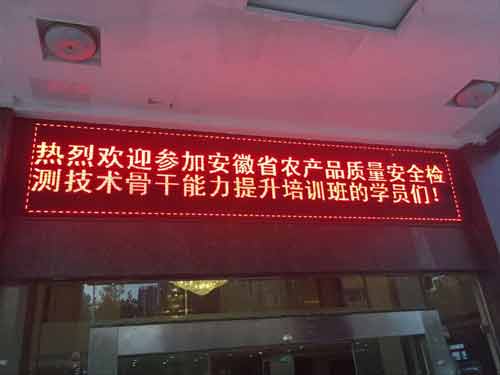 热烈欢迎参加安徽省农产品质量安全检
测技术骨干能力提升培训班的学员们！